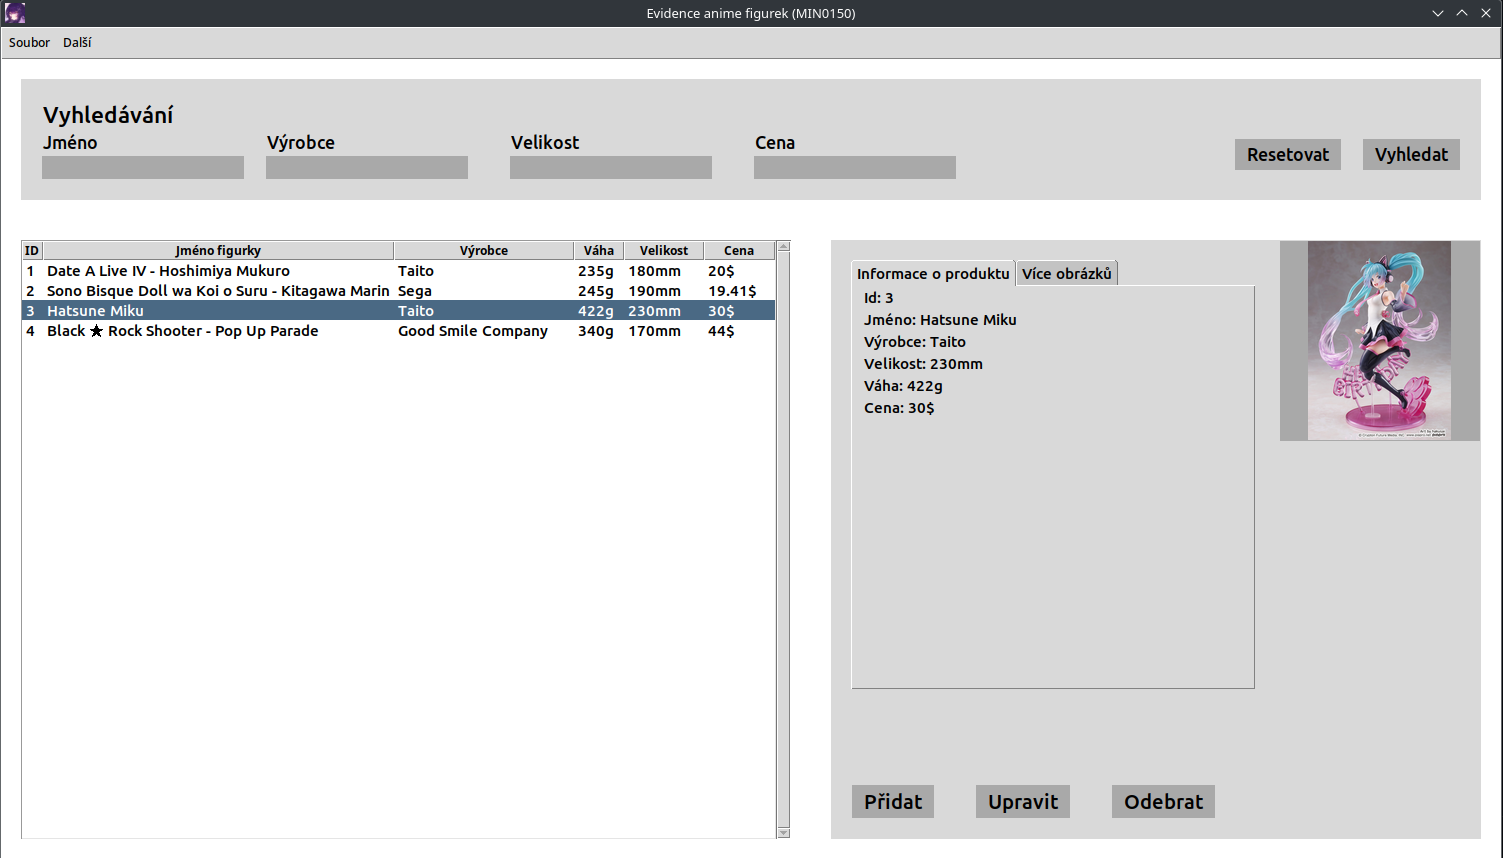 Evidence anime figurek (MIN0150)
Soubor Další
Vyhledávání
Jméno Výrobce Velikost Cena
Resetovat Vyhledat
ID Jméno figurky Výrobce Váha Velikost Cena
1 Date A Live IV - Hoshimiya Mukuro Taito 235g 180mm 20$
2 Sono Bisque Doll wa Koi o Suru - Kitagawa Marin Sega 245g 190mm 19.41$
3 Hatsune Miku Taito 422g 230mm 30$
4 Black ★ Rock Shooter - Pop Up Parade Good Smile Company 340g 170mm 44$
Informace o produktu Více obrázků
Id: 3
Jméno: Hatsune Miku
Výrobce: Taito
Velikost: 230mm
Váha: 422g
Cena: 30$
BIRTHDAY
Přidat Upravit Odebrat